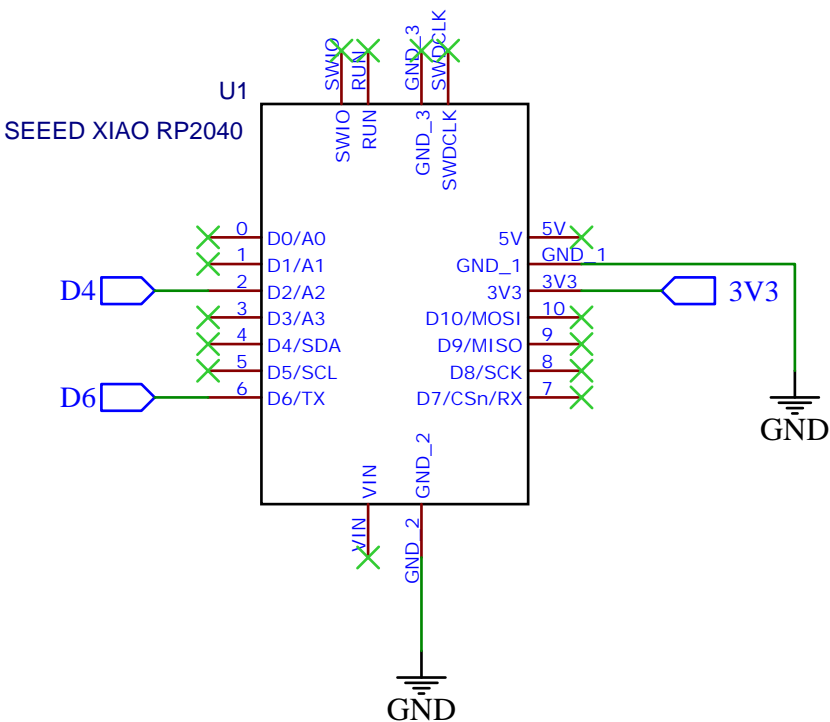 SWIO RUN GND_3 SWDCLK
U1
SEEED XIAO RP2040
SWIO RUN GND_3 SWDCLK
0 D0/A0 5V 5V
1 D1/A1 GND_1 GND_1
D4 2 D2/A2 3V3 3V3 3V3
3 D3/A3 D10/MOSI 10
4 D4/SDA D9/MISO 9
5 D5/SCL D8/SCK 8
D6 6 D6/TX D7/CSn/RX 7
GND
VIN GND_2
VIN GND_2
GND